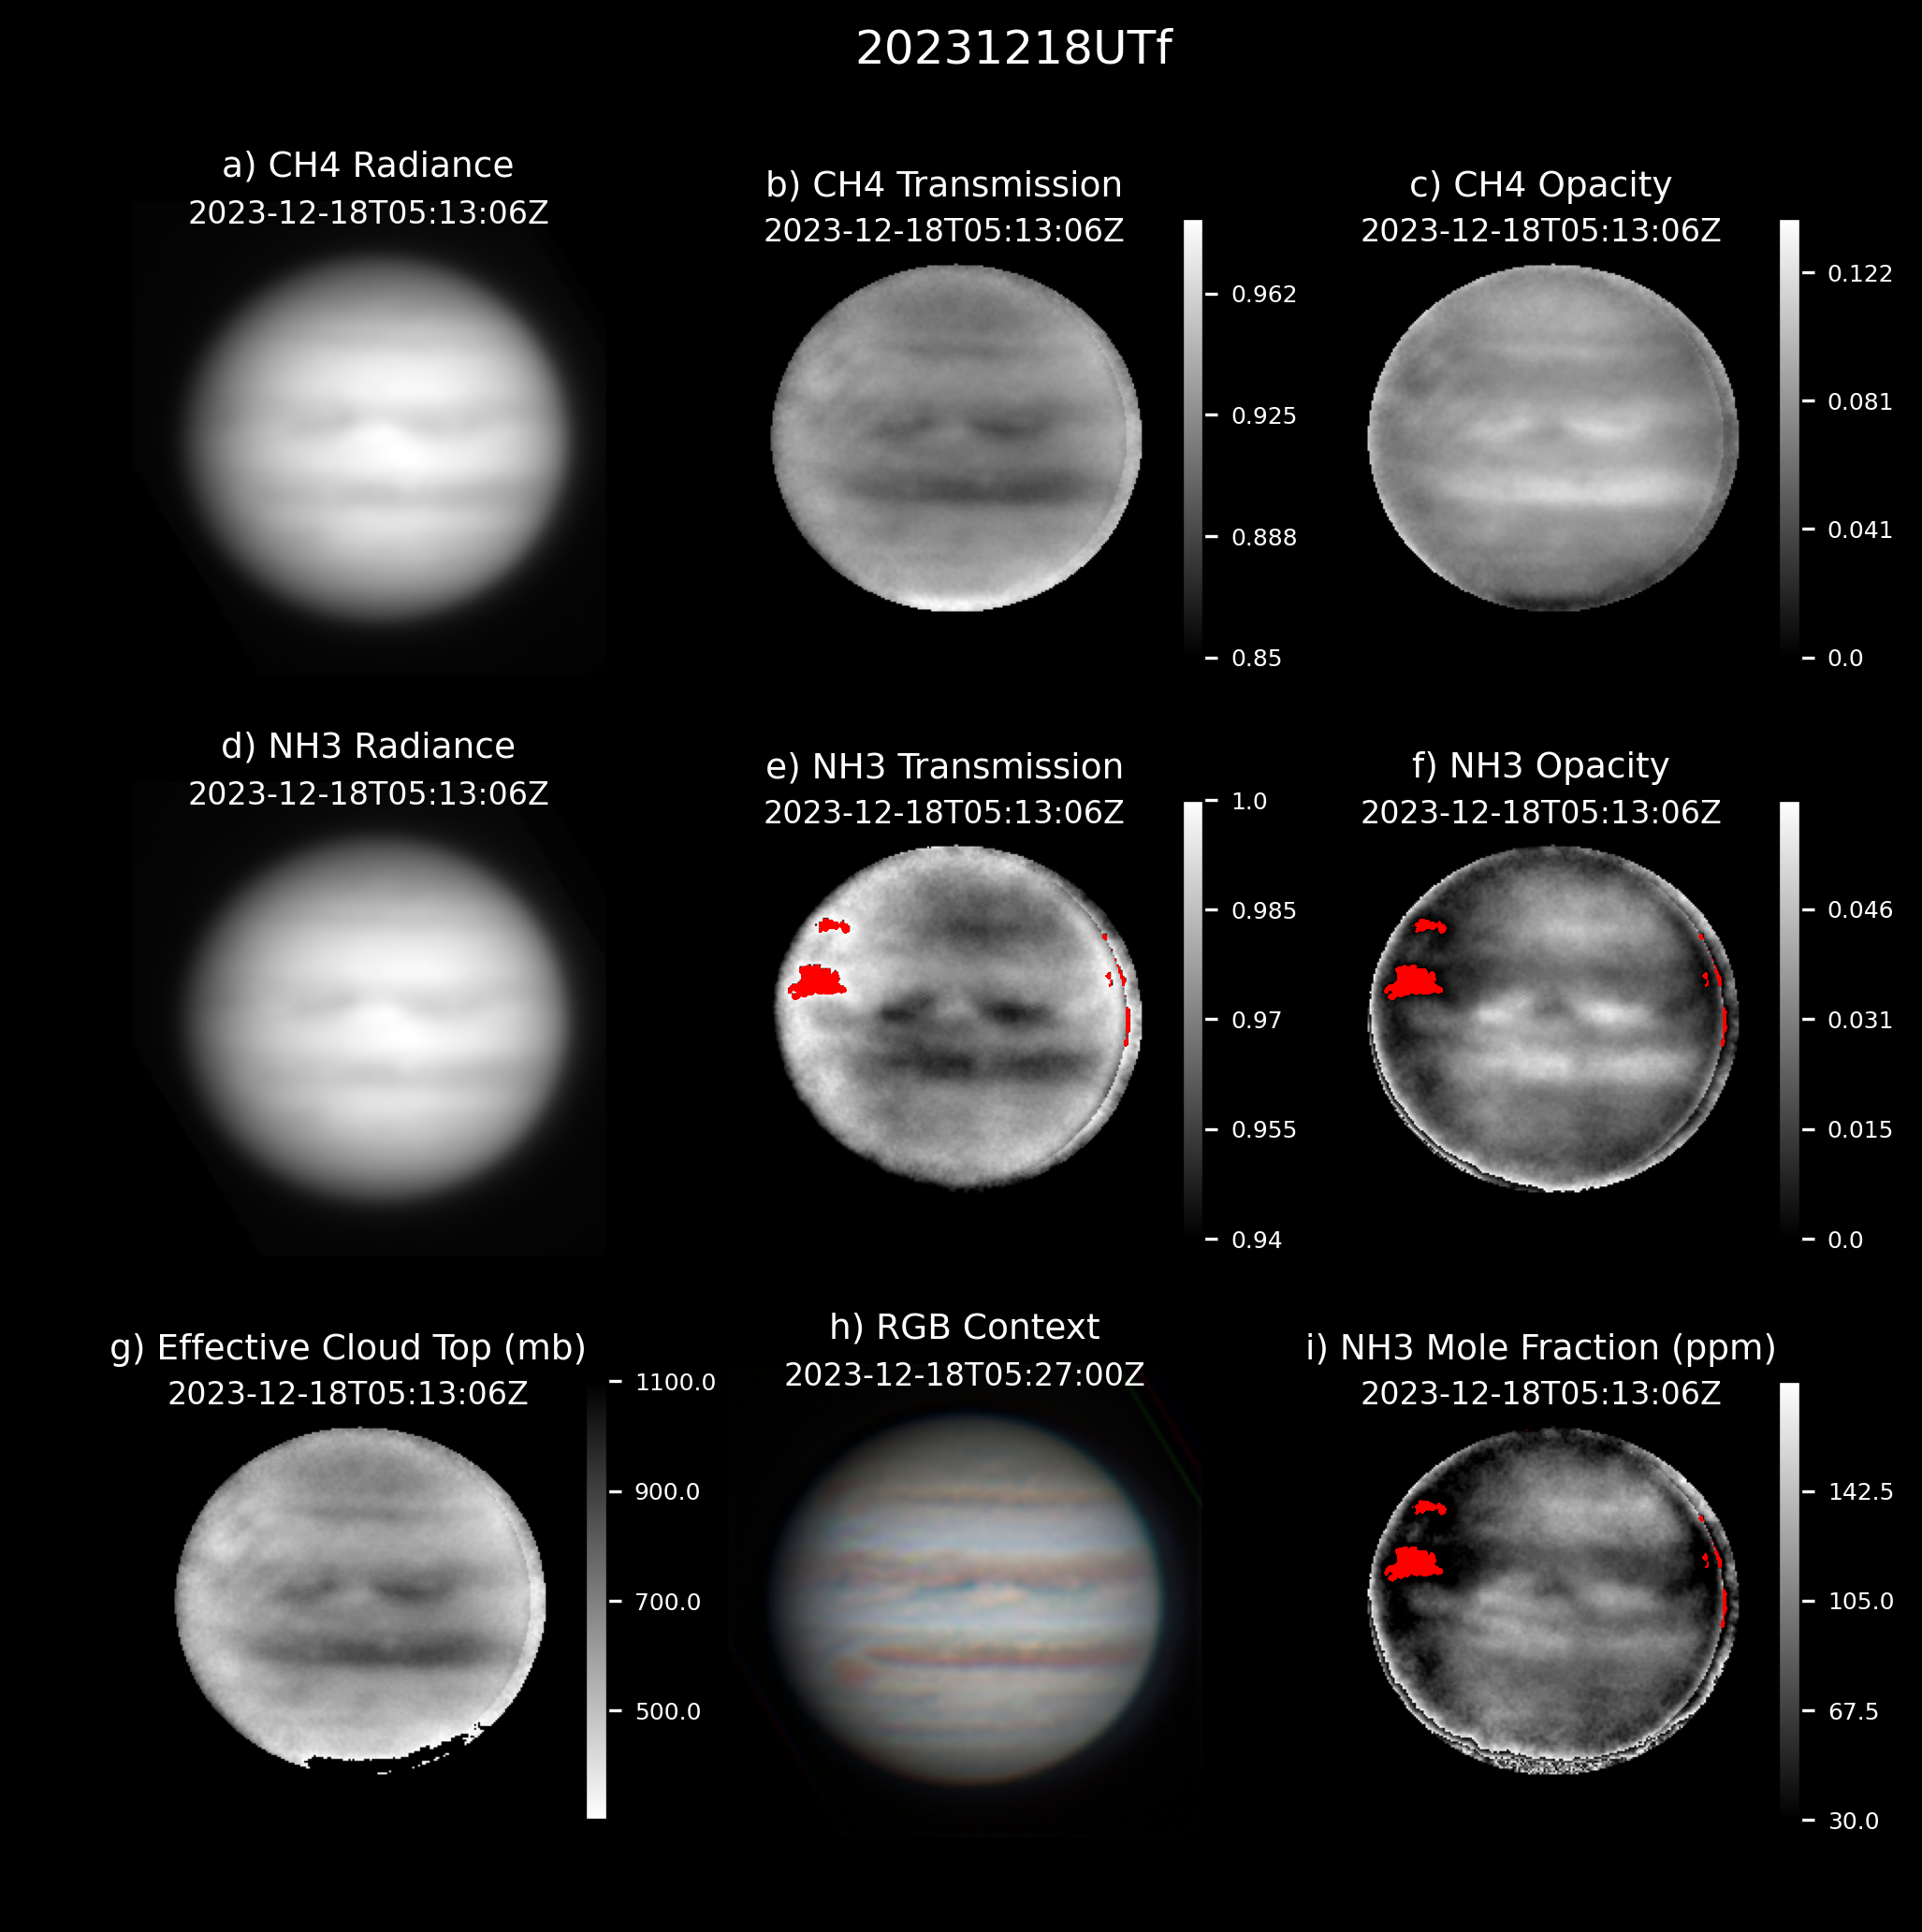 20231218UTf
a) CH4 Radiance
2023-12-18T05:13:06Z
b) CH4 Transmission
2023-12-18T05:13:06Z
0.962
0.925
0.888
0.85
c) CH4 Opacity
2023-12-18T05:13:06Z
0.122
0.081
0.041
0.0
d) NH3 Radiance
2023-12-18T05:13:06Z
e) NH3 Transmission
2023-12-18T05:13:06Z
1.0
0.985
0.97
0.955
0.94
f) NH3 Opacity
2023-12-18T05:13:06Z
0.046
0.031
0.015
0.0
g) Effective Cloud Top (mb)
2023-12-18T05:13:06Z
1100.0
900.0
700.0
500.0
h) RGB Context
2023-12-18T05:27:00Z
i) NH3 Mole Fraction (ppm)
2023-12-18T05:13:06Z
142.5
105.0
67.5
30.0